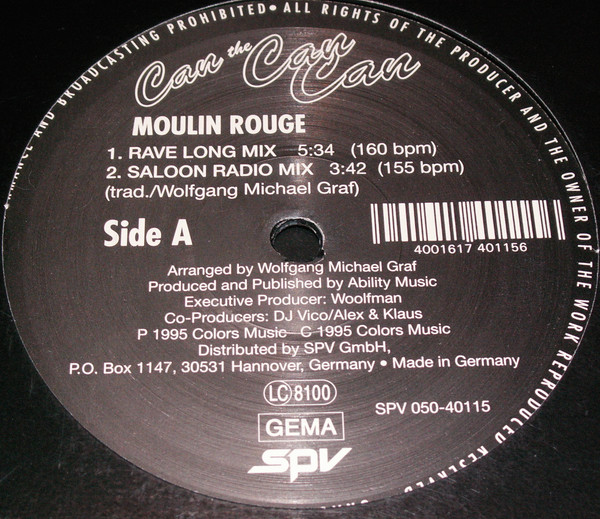 RMANCE AND BROADCASTING PROHIBITED • ALL RIGHTS OF THE PRODUCER AND THE OWNER OF THE WORK REPRODUCED RESERVED
Can the Can Can
MOULIN ROUGE
1. RAVE LONG MIX 5:34 (160 bpm)
2. SALOON RADIO MIX 3:42 (155 bpm)
(trad./Wolfgang Michael Graf)
Side A
4001617 401156
Arranged by Wolfgang Michael Graf
Produced and Published by Ability Music
Executive Producer: Woolfman
Co-Producers: DJ Vico/Alex & Klaus
P 1995 Colors Music C 1995 Colors Music
Distributed by SPV GmbH,
P.O. Box 1147, 30531 Hannover, Germany • Made in Germany
LC 8100
SPV 050-40115
GEMA
spv